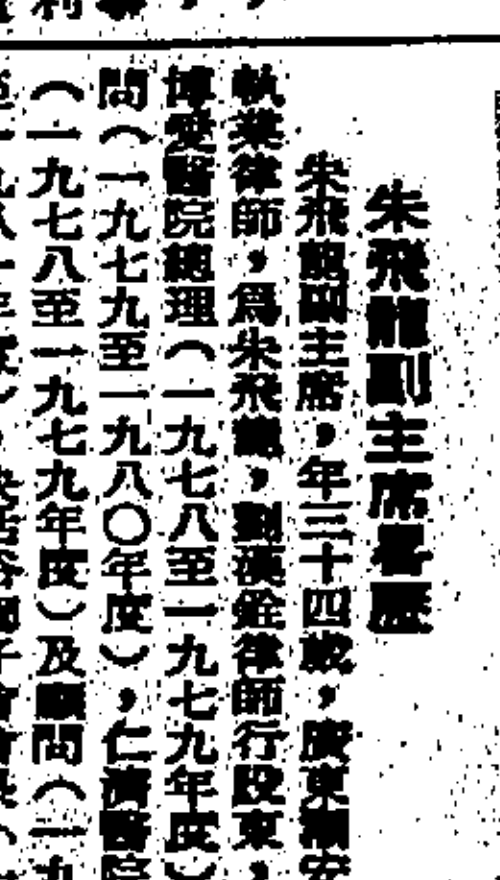 朱飛龍副主席畧歷
朱飛龍副主席，年三十四歲，廣東潮安
執業律師，爲朱飛龍，劉漢銓律師行股東，
博愛醫院總理（一九七八至一九七九年度）
問（一九七九至一九八〇年度），仁濟醫院
（一九七八至一九七九年度）及顧問（一九